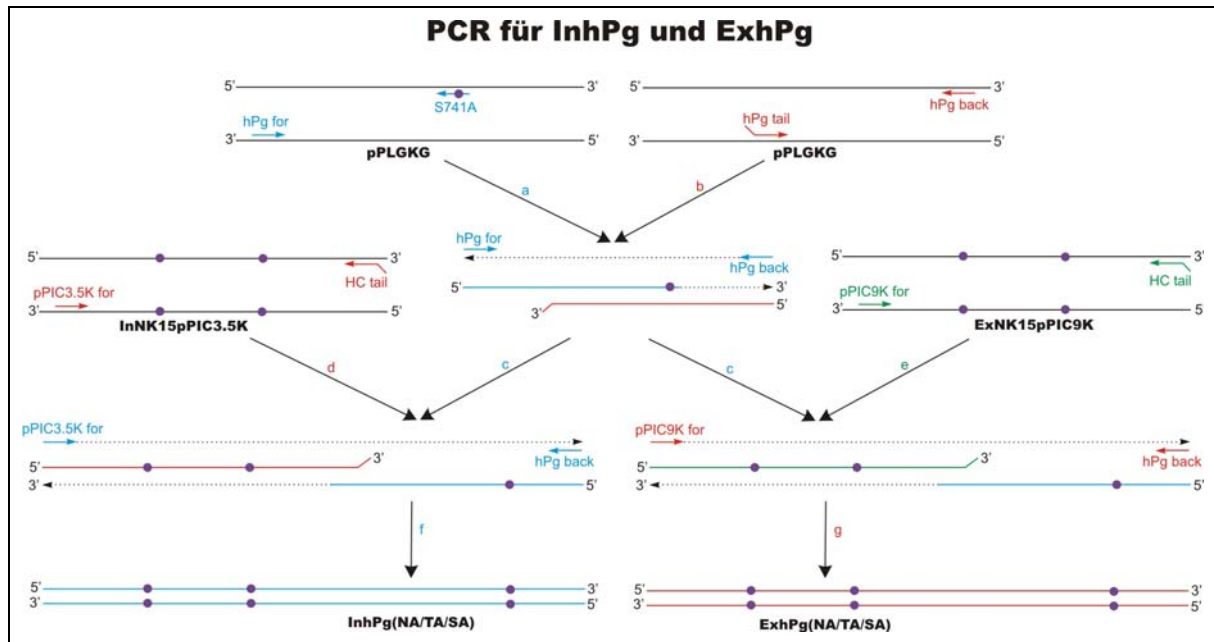 PCR für InhPg und ExhPg
5' 3' 5' 3'
S741A hPg back
hPg for hPg tail
3' 5' 3' 5'
pPLGKG pPLGKG
a b
5' 3' hPg for 5' 3'
HC tail hPg back HC tail
pPIC3.5K for 5' 3' pPIC9K for
3' 5' 3' 5' 3' 5'
InNK15pPIC3.5K ExNK15pPIC9K
d c c e
pPIC3.5K for pPIC9K for
5' 3' hPg back 5' 3' hPg back
3' 5' 3' 5'
f g
5' 3' 5' 3'
3' 5' 3' 5'
InhPg(NA/TA/SA) ExhPg(NA/TA/SA)